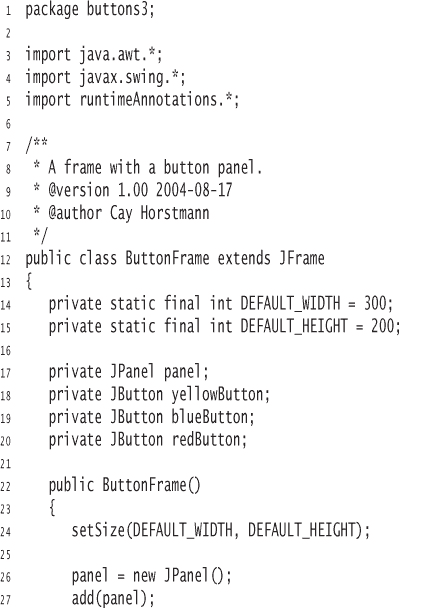 1 package buttons3;
2
3 import java.awt.*;
4 import javax.swing.*;
5 import runtimeAnnotations.*;
6
7 /**
8  * A frame with a button panel.
9  * @version 1.00 2004-08-17
10  * @author Cay Horstmann
11  */
12 public class ButtonFrame extends JFrame
13 {
14    private static final int DEFAULT_WIDTH = 300;
15    private static final int DEFAULT_HEIGHT = 200;
16
17    private JPanel panel;
18    private JButton yellowButton;
19    private JButton blueButton;
20    private JButton redButton;
21
22    public ButtonFrame()
23    {
24       setSize(DEFAULT_WIDTH, DEFAULT_HEIGHT);
25
26       panel = new JPanel();
27       add(panel);